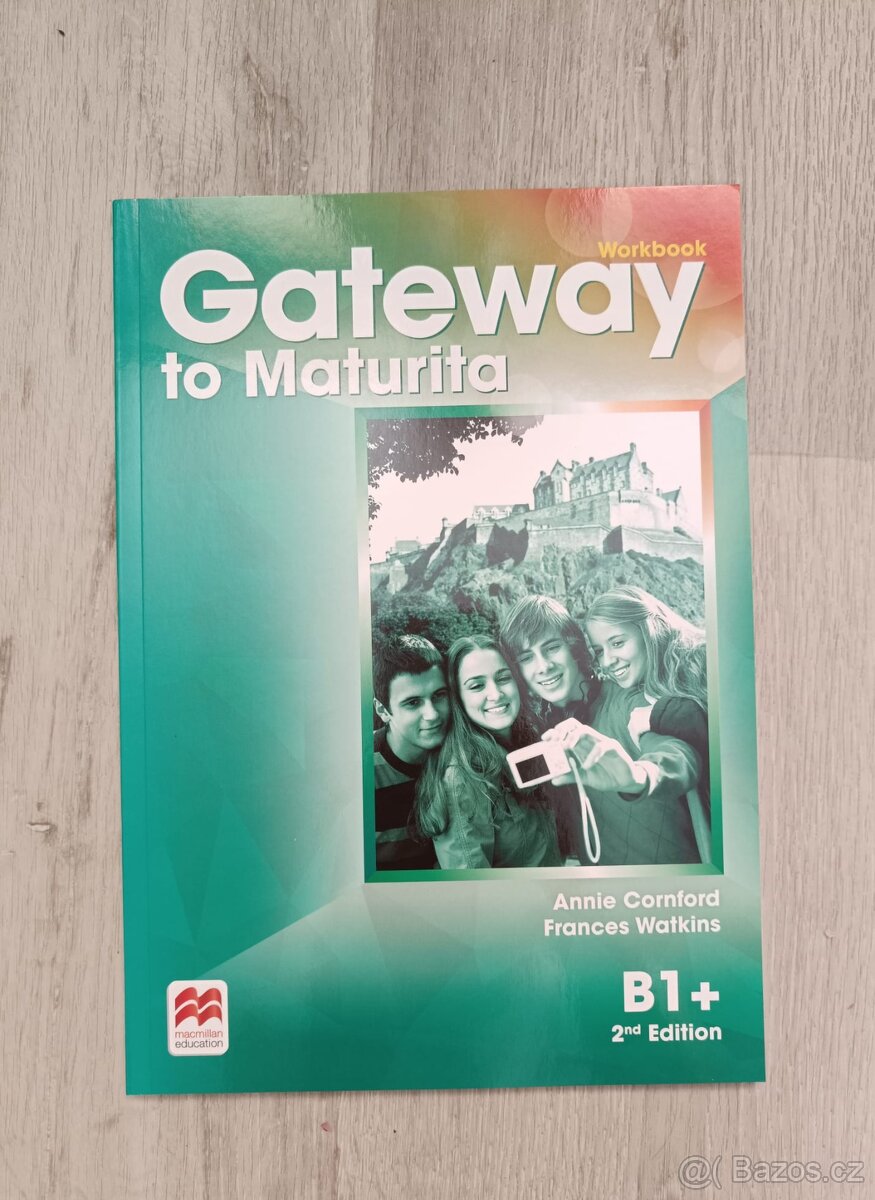 Workbook
Gateway
to Maturita
Annie Cornford
Frances Watkins
B1+
2nd Edition
macmillan
education
@( Bazos.cz